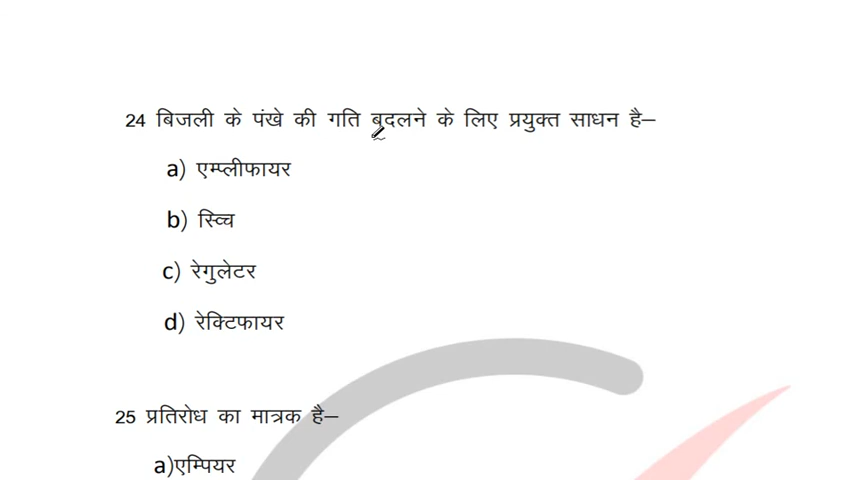 24 बिजली के पंखे की गति बदलने के लिए प्रयुक्त साधन है—
a) एम्प्लीफायर
b) स्विच
c) रेगुलेटर
d) रेक्टिफायर
25 प्रतिरोध का मात्रक है—
a)एम्पियर